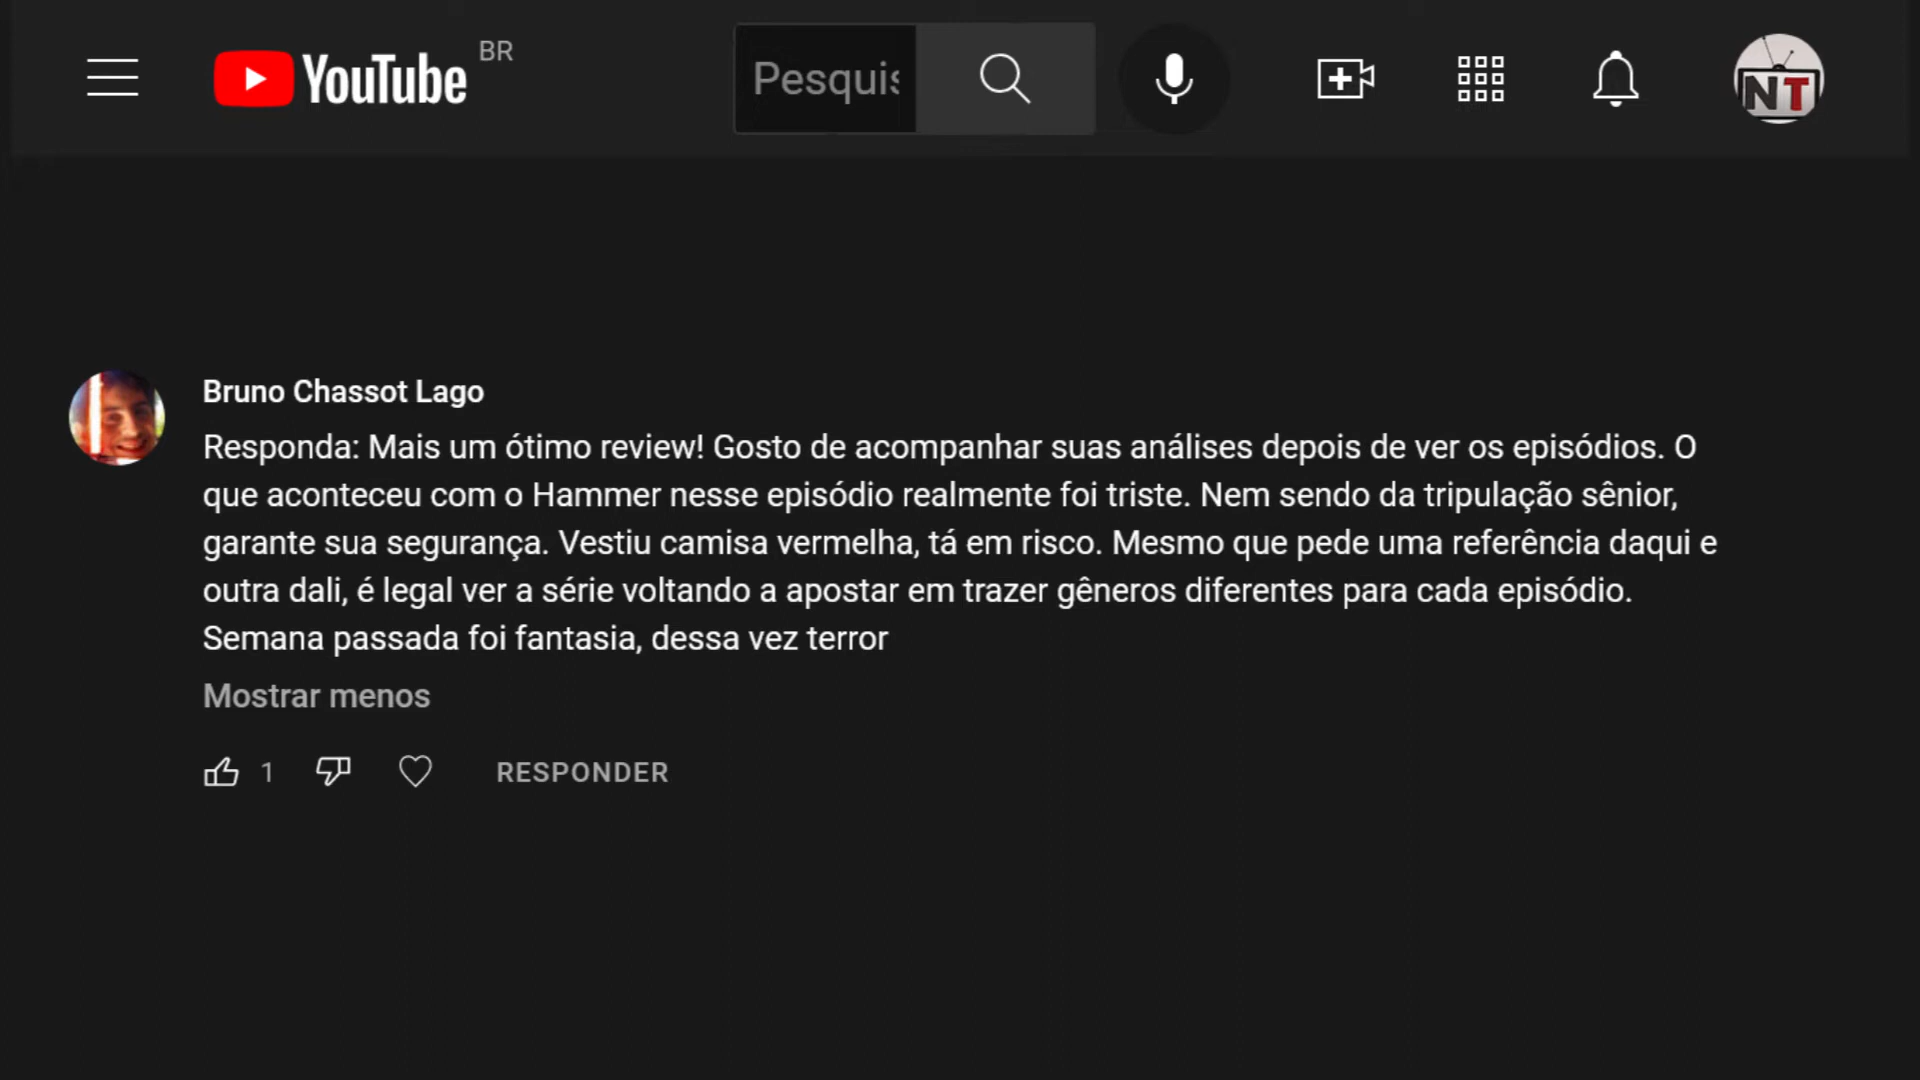 YouTube BR
Pesquis
NT
Bruno Chassot Lago
Responda: Mais um ótimo review! Gosto de acompanhar suas análises depois de ver os episódios. O
que aconteceu com o Hammer nesse episódio realmente foi triste. Nem sendo da tripulação sênior,
garante sua segurança. Vestiu camisa vermelha, tá em risco. Mesmo que pede uma referência daqui e
outra dali, é legal ver a série voltando a apostar em trazer gêneros diferentes para cada episódio.
Semana passada foi fantasia, dessa vez terror
Mostrar menos
1 RESPONDER